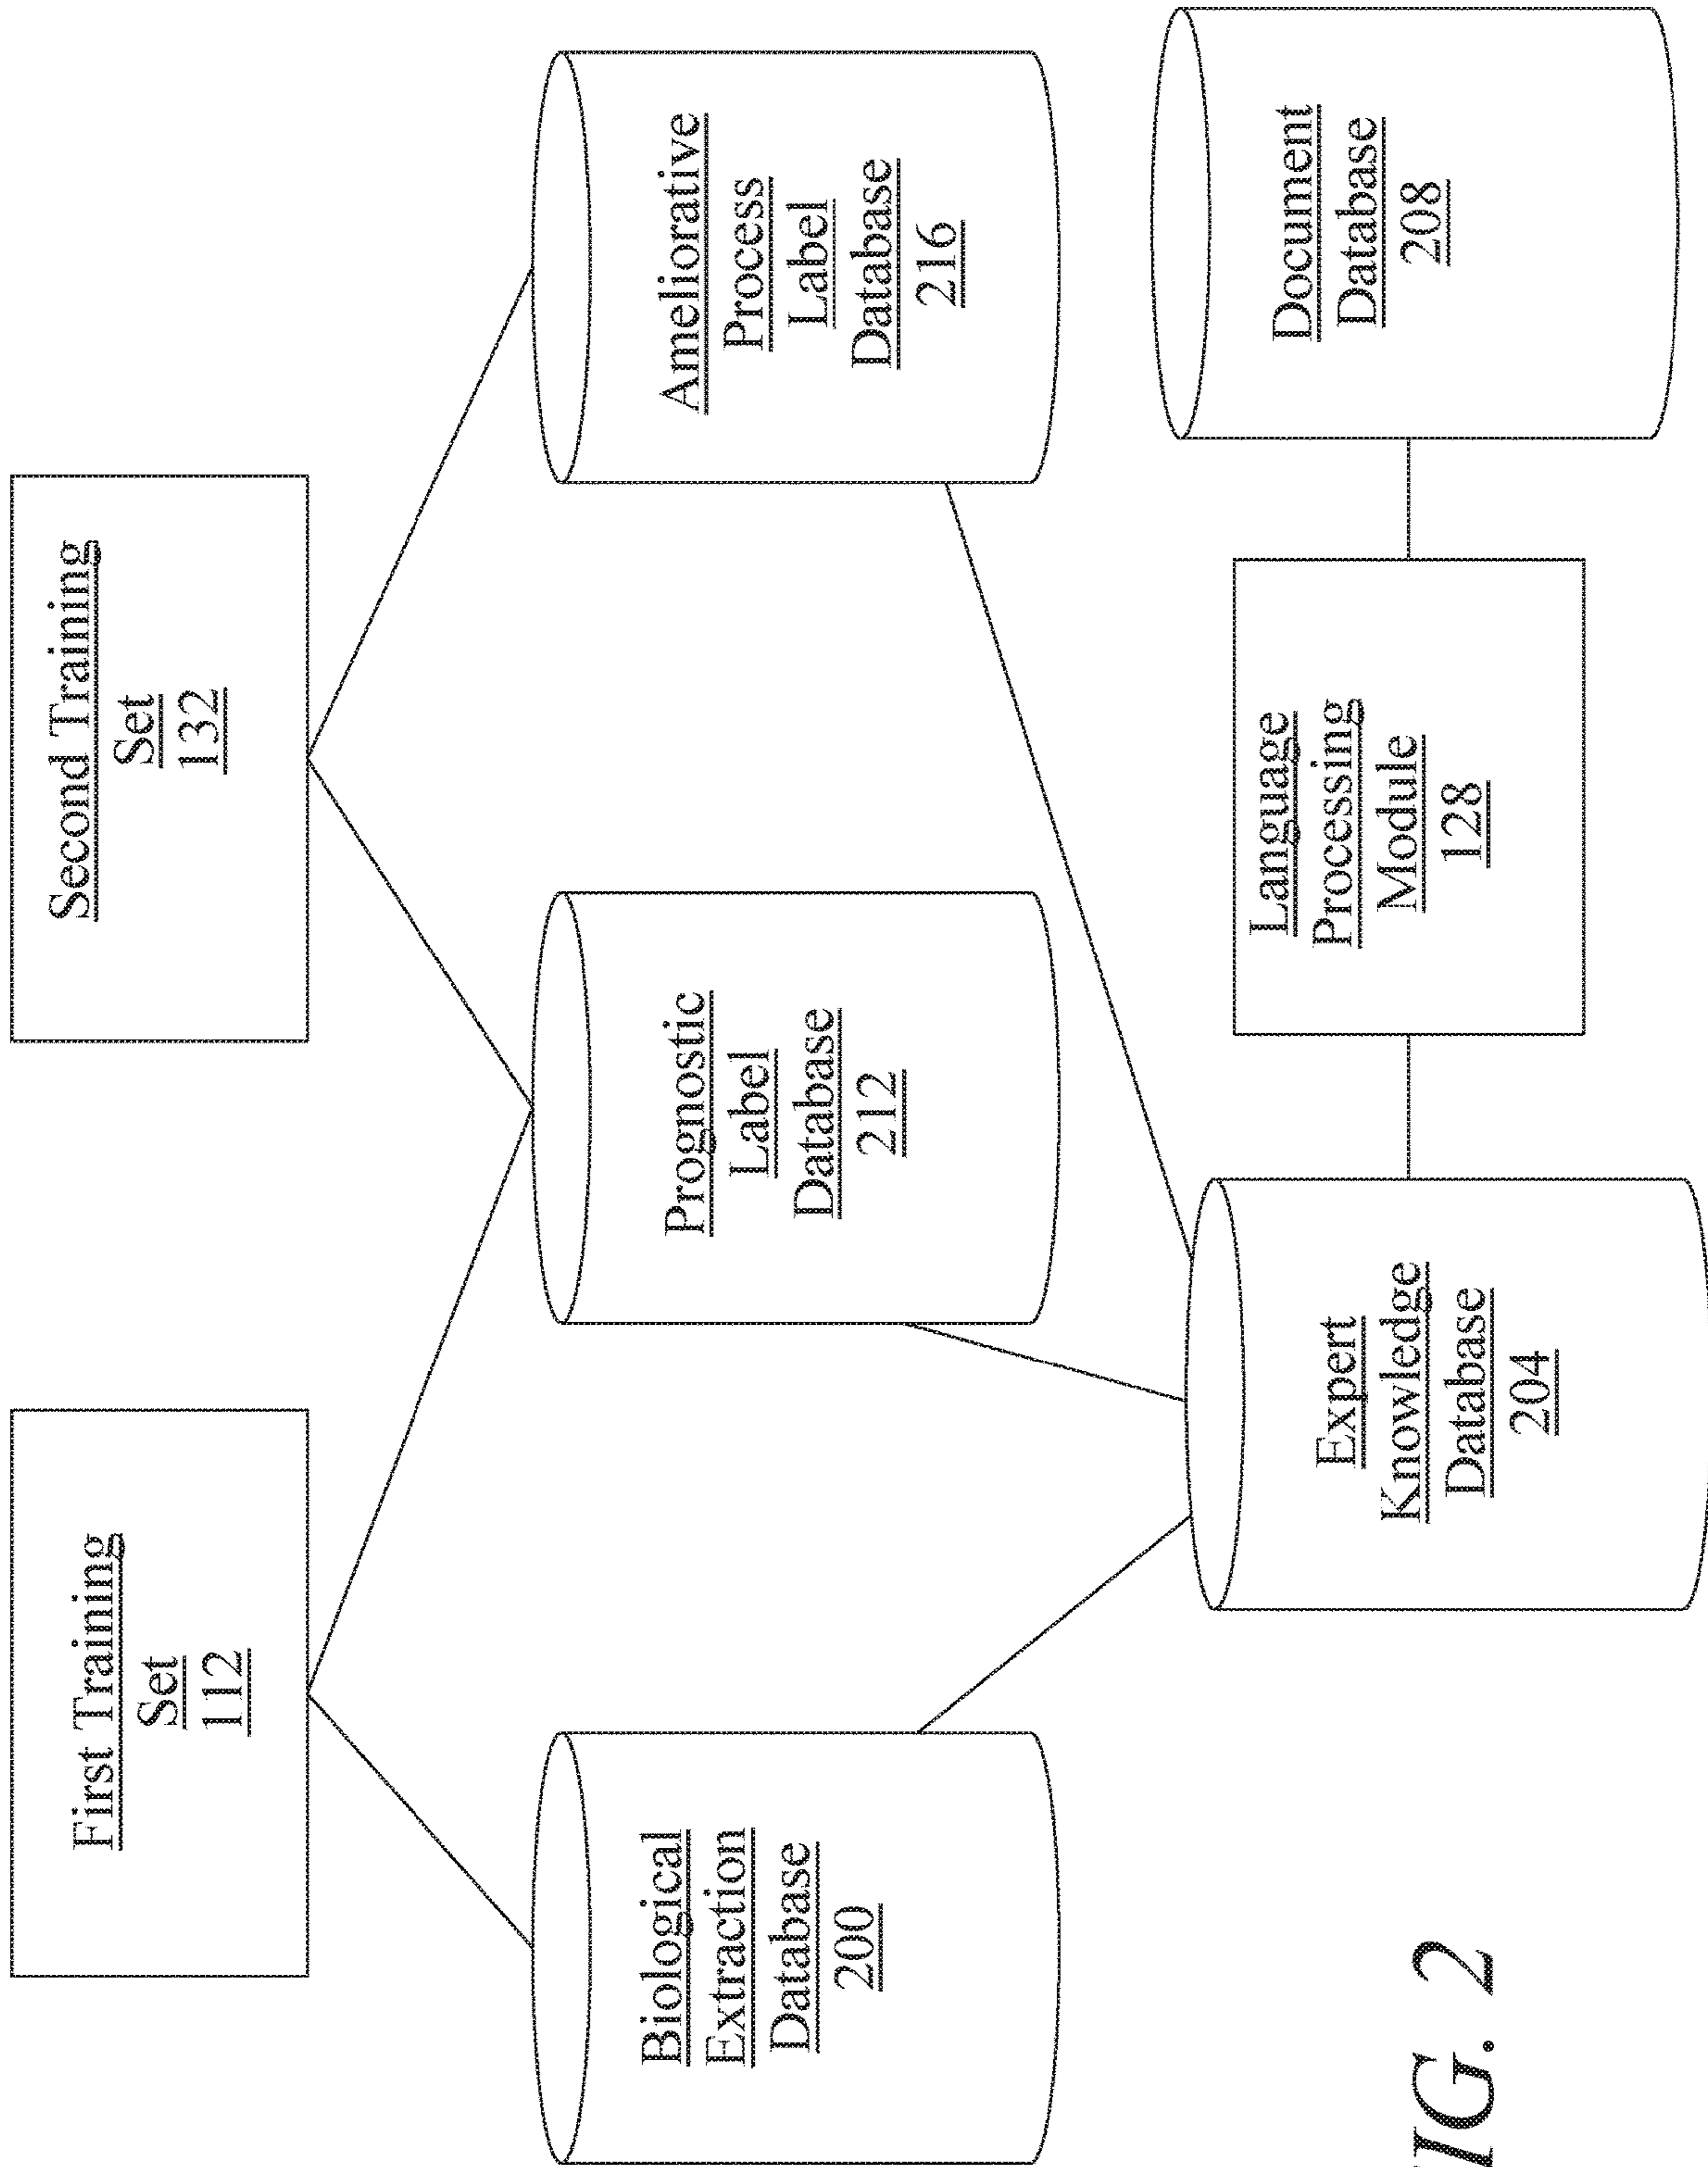 First Training
Set
112
Second Training
Set
132
Biological
Extraction
Database
200
Prognostic
Label
Database
212
Ameliorative
Process
Label
Database
216
Expert
Knowledge
Database
204
Language
Processing
Module
128
Document
Database
208
IG. 2